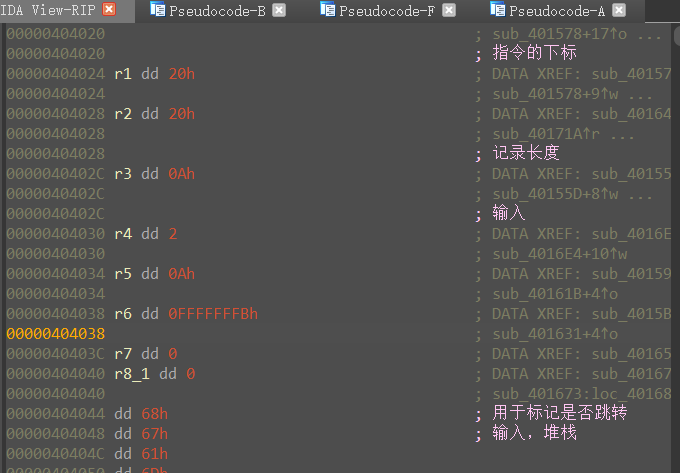 IDA View-RIP Pseudocode-B Pseudocode-F Pseudocode-A
00000404020 ; sub_401578+17↑o ...
00000404020 ; 指令的下标
00000404024 r1 dd 20h ; DATA XREF: sub_40157
00000404024 ; sub_401578+9↑w ...
00000404028 r2 dd 20h ; DATA XREF: sub_40164
00000404028 ; sub_40171A↑r ...
00000404028 ; 记录长度
0000040402C r3 dd 0Ah ; DATA XREF: sub_40155
0000040402C ; sub_40155D+8↑w ...
0000040402C ; 输入
00000404030 r4 dd 2 ; DATA XREF: sub_4016E
00000404030 ; sub_4016E4+10↑w
00000404034 r5 dd 0Ah ; DATA XREF: sub_40159
00000404034 ; sub_40161B+4↑o
00000404038 r6 dd 0FFFFFFFBh ; DATA XREF: sub_4015B
00000404038 ; sub_401631+4↑o
0000040403C r7 dd 0 ; DATA XREF: sub_40165
00000404040 r8_1 dd 0 ; DATA XREF: sub_40167
00000404040 ; sub_401673:loc_40168
00000404044 dd 68h ; 用于标记是否跳转
00000404048 dd 67h ; 输入，堆栈
0000040404C dd 61h